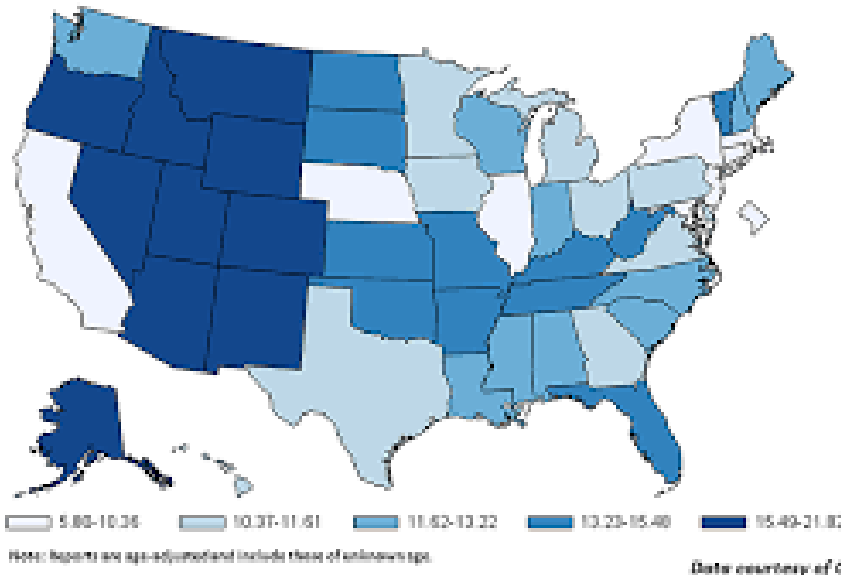 5.80-10.36
10.37-11.61
11.62-13.22
13.23-15.48
15.49-21.82
Note: Reports are age-adjusted and include those of unknown age.
Data courtesy of